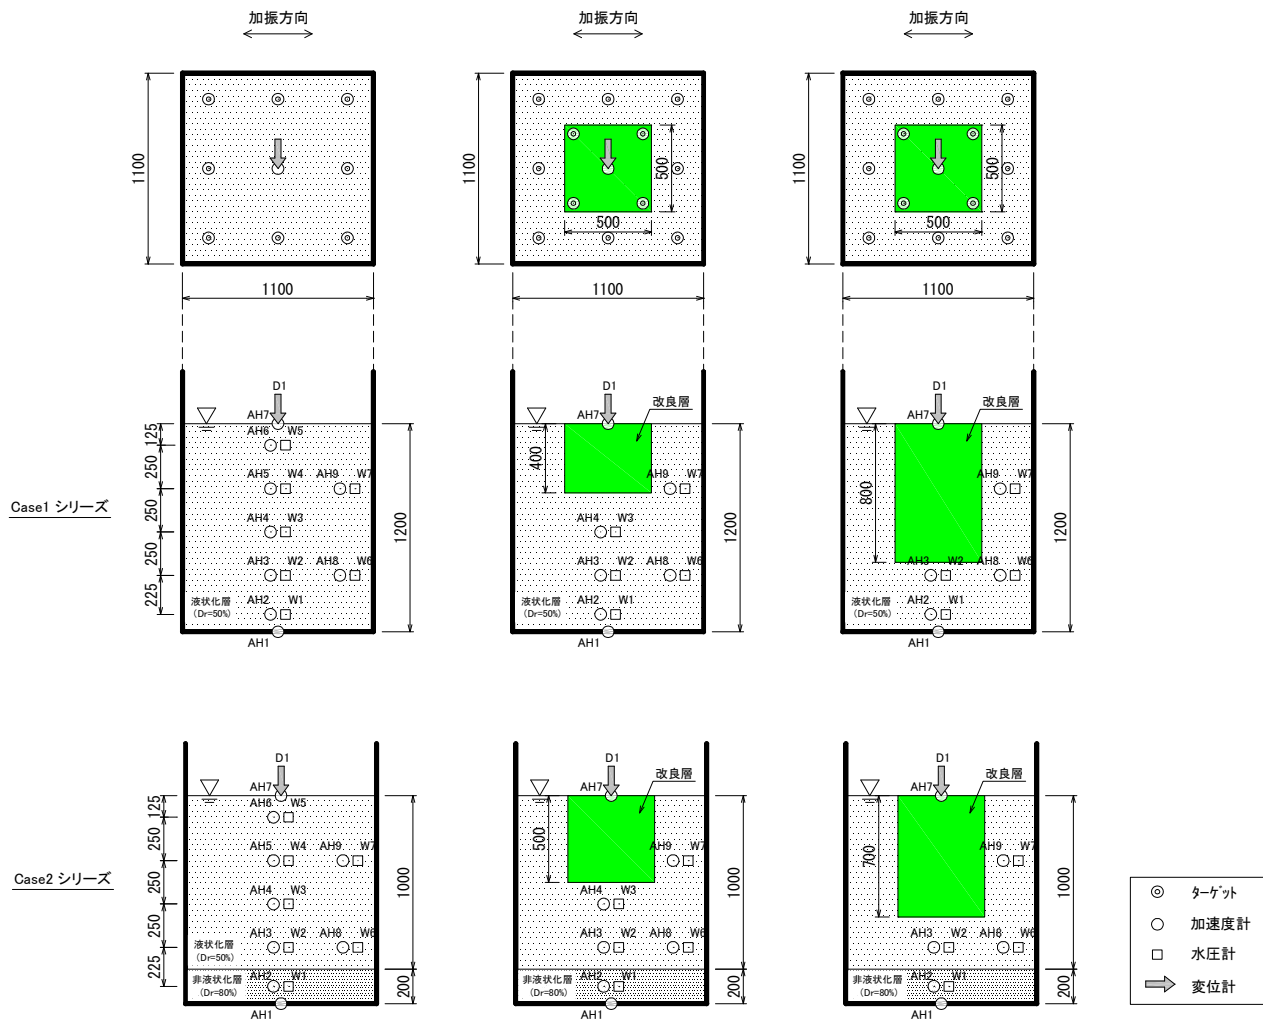 加振方向
加振方向
加振方向
1100
1100
500
500
1100
500
500
1100
1100
1100
Case1 シリーズ
D1
AH7
AH6 W5
AH5 W4 AH9 W7
AH4 W3
AH3 W2 AH8 W6
AH2 W1
AH1
液状化層
(Dr=50%)
125
250
250
250
225
1200
D1
AH7
改良層
400
AH9 W7
AH4 W3
AH3 W2 AH8 W6
AH2 W1
AH1
液状化層
(Dr=50%)
1200
D1
AH7
改良層
800
AH9 W7
AH3 W2 AH8 W6
AH2 W1
AH1
液状化層
(Dr=50%)
1200
Case2 シリーズ
D1
AH7
AH6 W5
AH5 W4 AH9 W7
AH4 W3
AH3 W2 AH8 W6
液状化層
(Dr=50%)
AH2 W1
非液状化層
(Dr=80%)
AH1
125
250
250
250
225
1000
200
D1
AH7
改良層
500
AH9 W7
AH4 W3
AH3 W2 AH8 W6
AH2 W1
非液状化層
(Dr=80%)
AH1
1000
200
D1
AH7
改良層
700
AH9 W7
AH3 W2 AH8 W6
AH2 W1
非液状化層
(Dr=80%)
AH1
1000
200
ターゲット
加速度計
水圧計
変位計